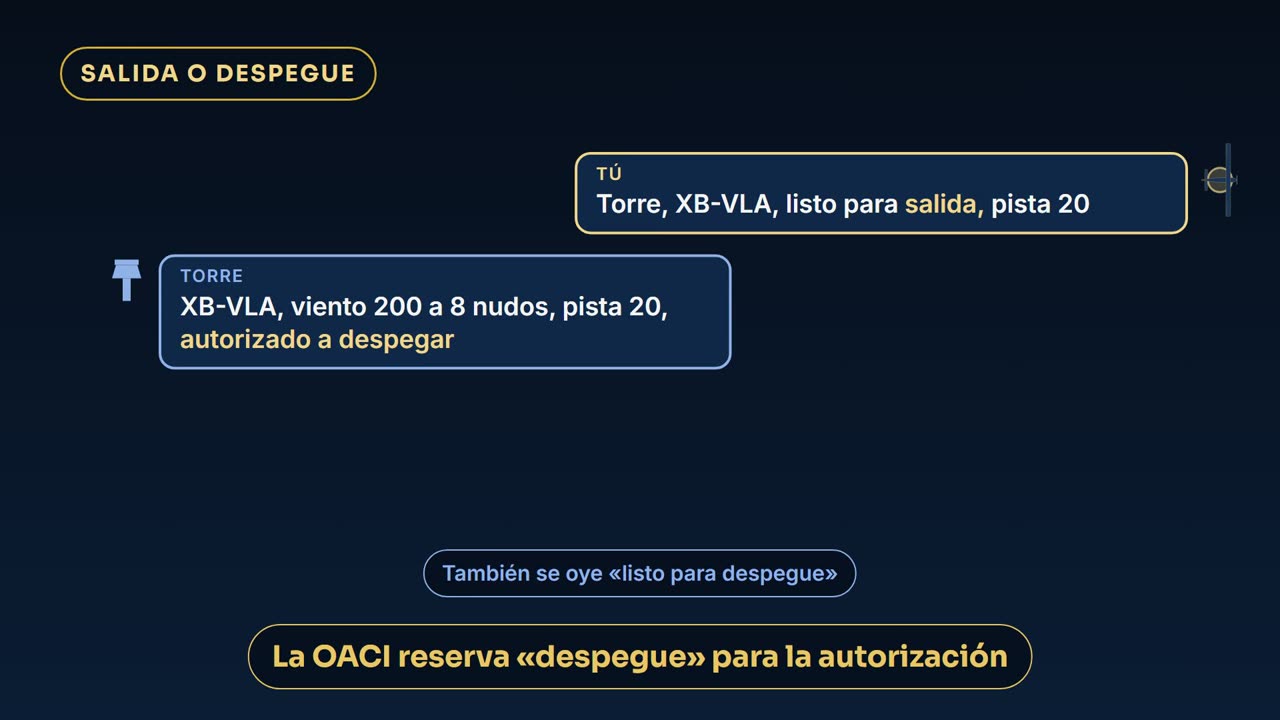 SALIDA O DESPEGUE
TÚ
Torre, XB-VLA, listo para salida, pista 20
TORRE
XB-VLA, viento 200 a 8 nudos, pista 20,
autorizado a despegar
También se oye «listo para despegue»
La OACI reserva «despegue» para la autorización